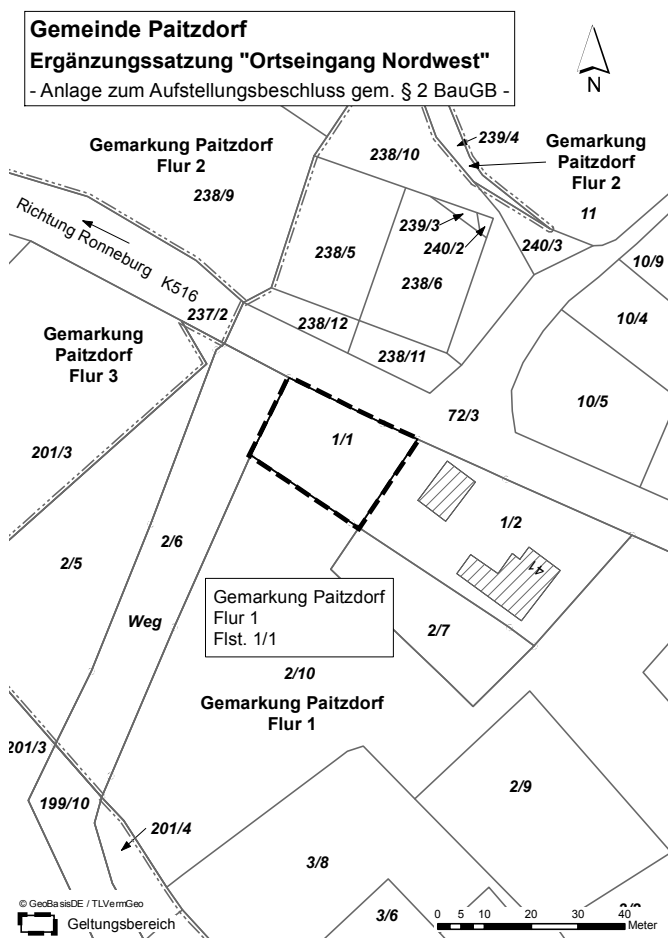 Gemeinde Paitzdorf
Ergänzungssatzung "Ortseingang Nordwest"
- Anlage zum Aufstellungsbeschluss gem. § 2 BauGB -
N
239/4
Gemarkung
Paitzdorf
Flur 2
238/10
Gemarkung Paitzdorf
Flur 2
238/9
11
Richtung Ronneburg K516
239/3
240/2
240/3
238/5
238/6
10/9
237/2
238/12
10/4
Gemarkung
Paitzdorf
Flur 3
238/11
10/5
72/3
1/1
201/3
1/2
2/6
2/5
41
Gemarkung Paitzdorf
Flur 1
Flst. 1/1
Weg
2/7
2/10
Gemarkung Paitzdorf
Flur 1
201/3
2/9
199/10
201/4
3/8
3/6
© GeoBasisDE / TLVermGeo
Geltungsbereich
0 5 10 20 30 40
Meter